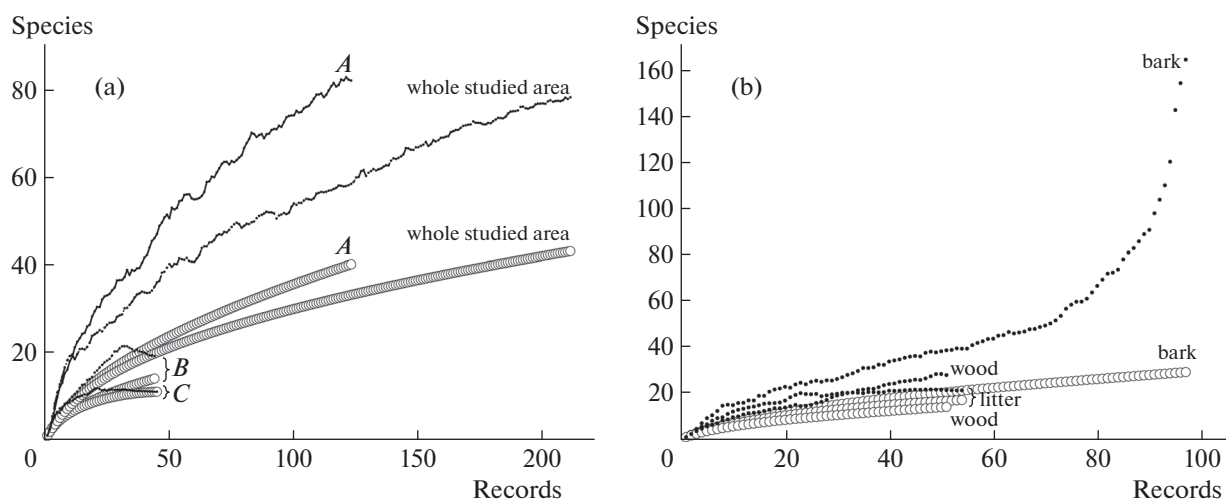 Species
(a)
A
whole studied area
whole studied area
A
B
C
80
60
40
20
0
50
100
150
200
Records
Species
(b)
bark
160
140
120
100
80
60
40
20
wood
bark
litter
wood
0
20
40
60
80
100
Records